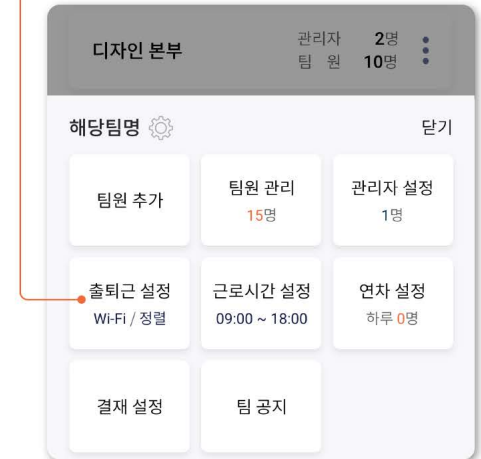 디자인 본부
관리자 2명
팀 원 10명
해당팀명
닫기
팀원 추가
팀원 관리
15명
관리자 설정
1명
출퇴근 설정
Wi-Fi / 정렬
근로시간 설정
09:00 ~ 18:00
연차 설정
하루 0명
결재 설정
팀 공지